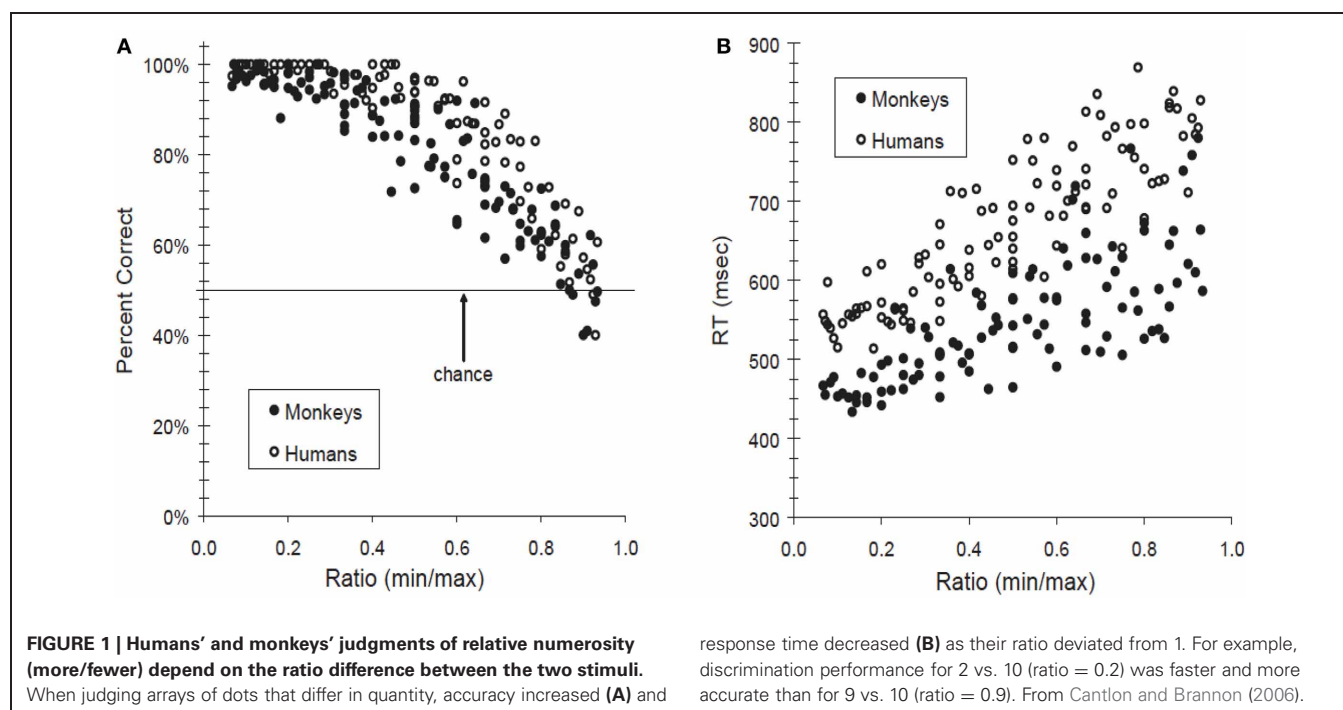 A
100%
80%
60%
40%
20%
0%
Percent Correct
chance
Monkeys
Humans
0.0 0.2 0.4 0.6 0.8 1.0
Ratio (min/max)
B
900
800
700
600
500
400
300
RT (msec)
Monkeys
Humans
0.0 0.2 0.4 0.6 0.8 1.0
Ratio (min/max)
FIGURE 1 | Humans' and monkeys' judgments of relative numerosity
(more/fewer) depend on the ratio difference between the two stimuli.
When judging arrays of dots that differ in quantity, accuracy increased (A) and
response time decreased (B) as their ratio deviated from 1. For example,
discrimination performance for 2 vs. 10 (ratio = 0.2) was faster and more
accurate than for 9 vs. 10 (ratio = 0.9). From Cantlon and Brannon (2006).